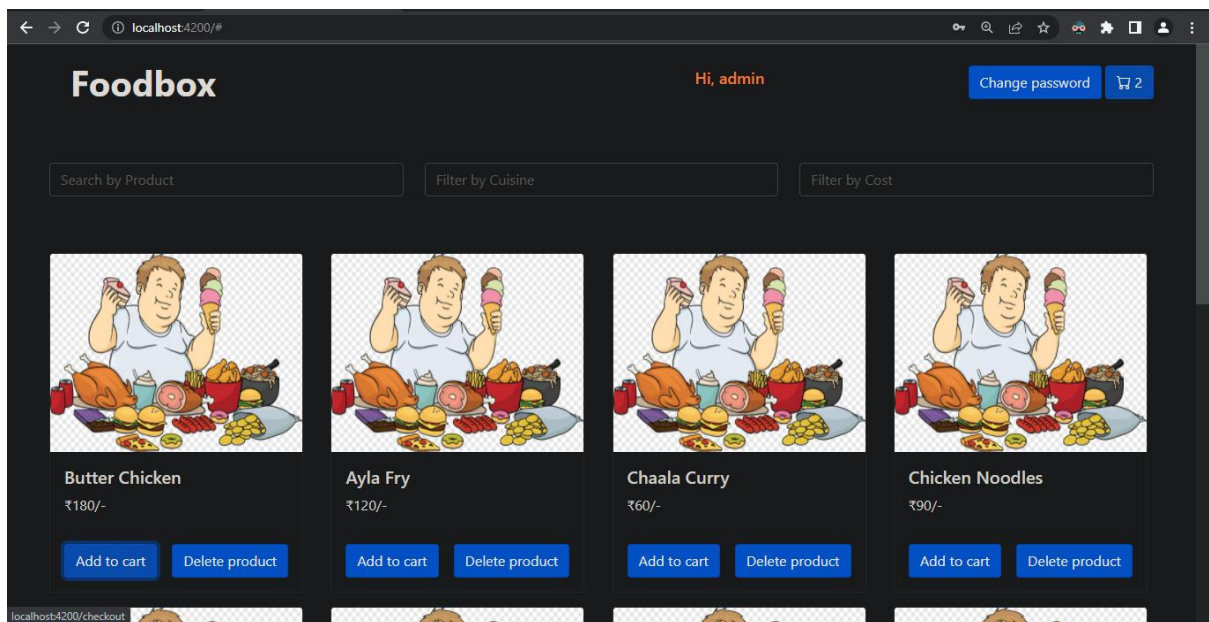 localhost:4200/#
Foodbox
Hi, admin
Change password
2
Search by Product
Filter by Cuisine
Filter by Cost
Butter Chicken
₹180/-
Add to cart
Delete product
Ayla Fry
₹120/-
Add to cart
Delete product
Chaala Curry
₹60/-
Add to cart
Delete product
Chicken Noodles
₹90/-
Add to cart
Delete product
localhost:4200/checkout